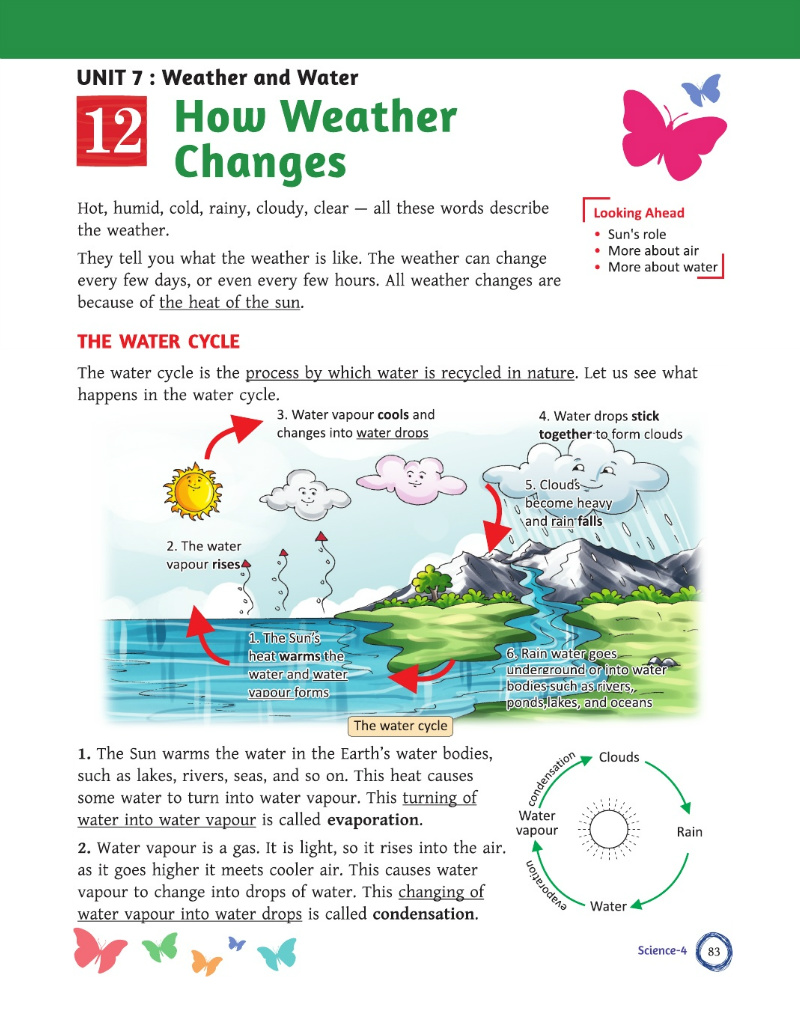 UNIT 7 : Weather and Water
12
How Weather
Changes
Hot, humid, cold, rainy, cloudy, clear — all these words describe
the weather.
They tell you what the weather is like. The weather can change
every few days, or even every few hours. All weather changes are
because of the heat of the sun.
Looking Ahead
• Sun's role
• More about air
• More about water
THE WATER CYCLE
The water cycle is the process by which water is recycled in nature. Let us see what
happens in the water cycle.
3. Water vapour cools and
changes into water drops
4. Water drops stick
together to form clouds
5. Clouds
become heavy
and rain falls
2. The water
vapour rises
1. The Sun's
heat warms the
water and water
vapour forms
6. Rain water goes
underground or into water
bodies such as rivers,
ponds,lakes, and oceans
The water cycle
1. The Sun warms the water in the Earth's water bodies,
such as lakes, rivers, seas, and so on. This heat causes
some water to turn into water vapour. This turning of
water into water vapour is called evaporation.
2. Water vapour is a gas. It is light, so it rises into the air.
as it goes higher it meets cooler air. This causes water
vapour to change into drops of water. This changing of
water vapour into water drops is called condensation.
condensation
Clouds
Rain
Water
evaporation
Water
vapour
Science-4
83